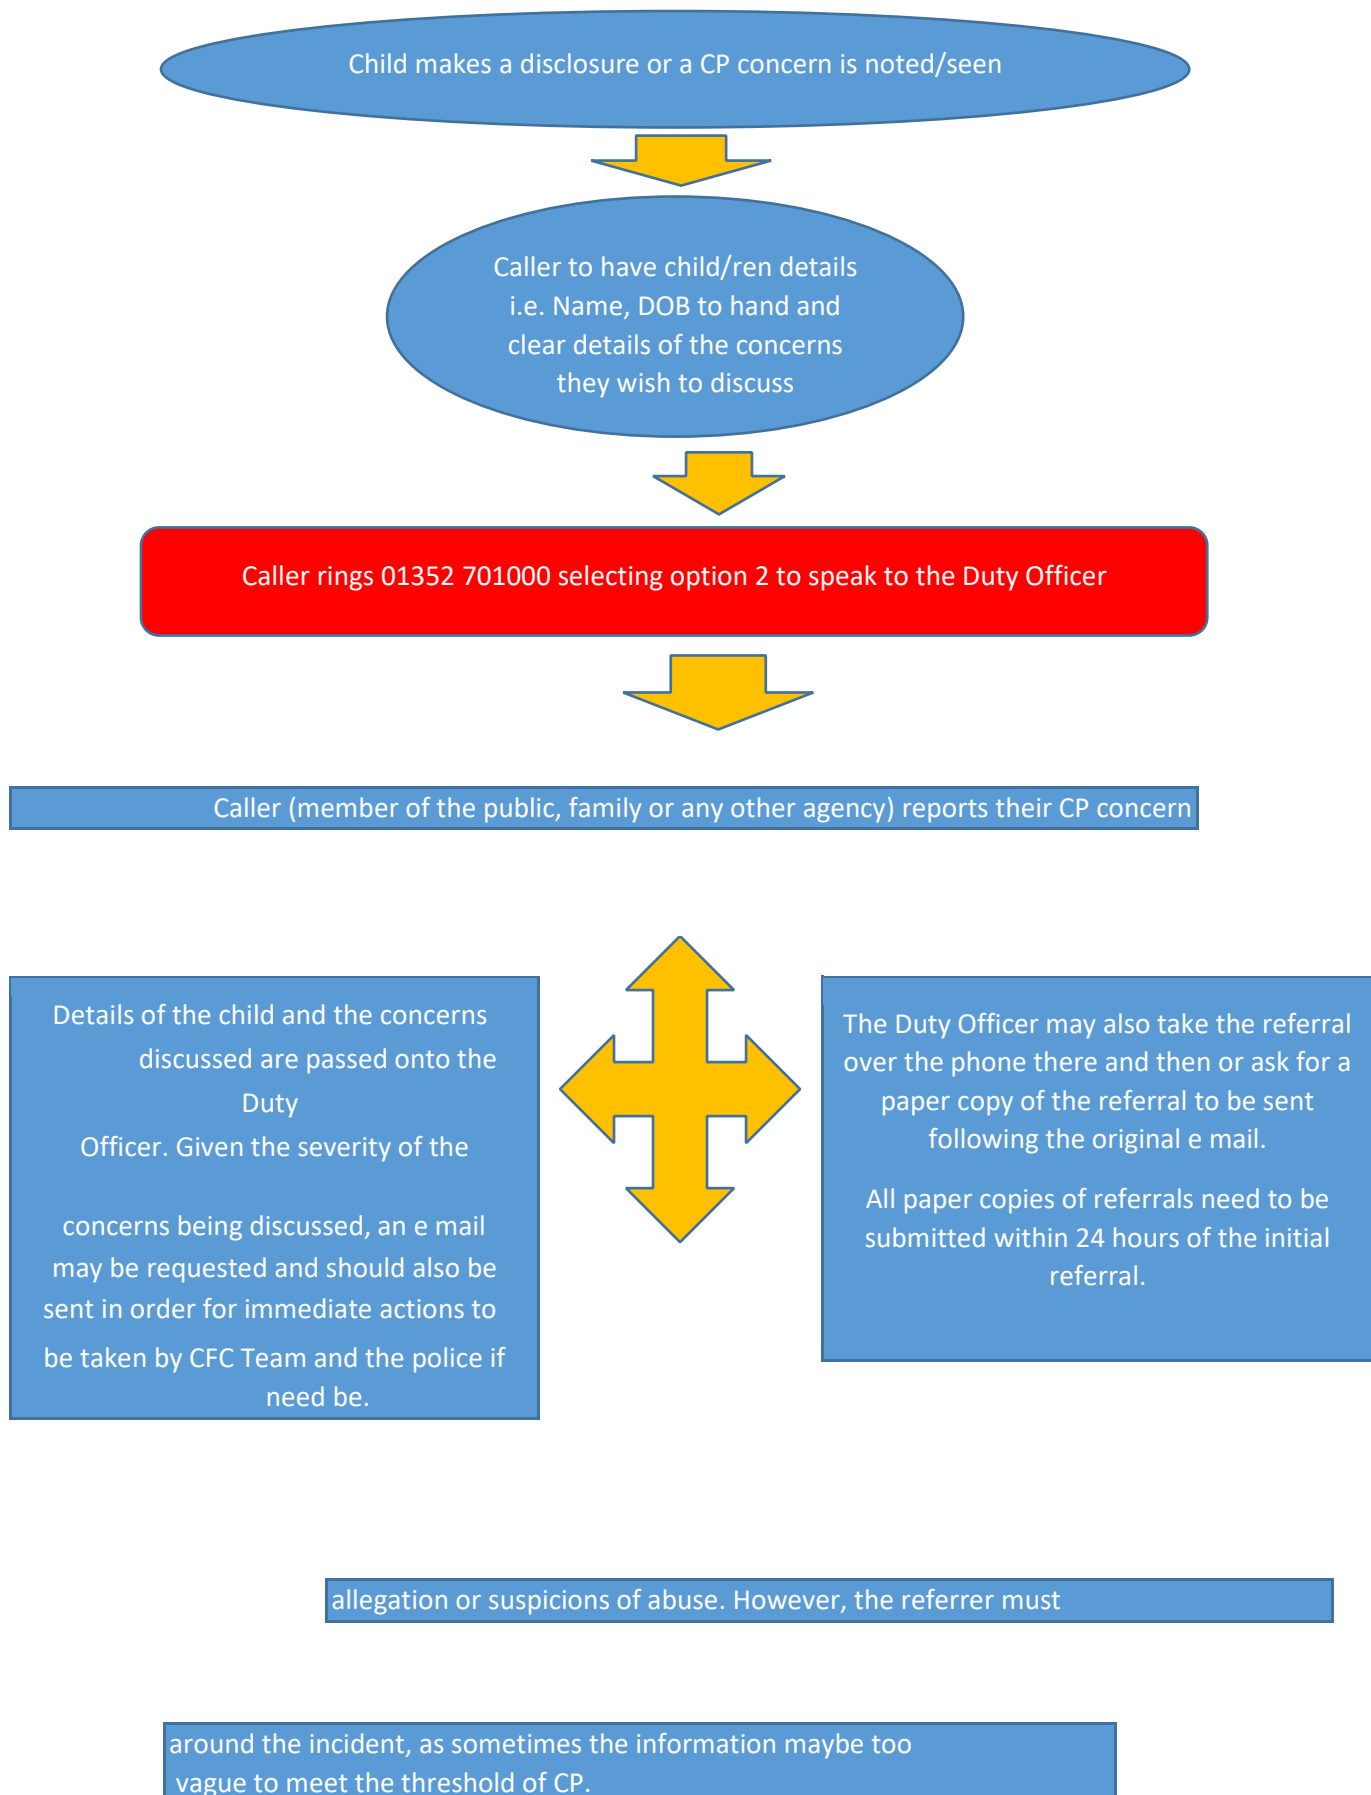 Child makes a disclosure or a CP concern is noted/seen
Caller to have child/ren details
i.e. Name, DOB to hand and
clear details of the concerns
they wish to discuss
Caller rings 01352 701000 selecting option 2 to speak to the Duty Officer
Caller (member of the public, family or any other agency) reports their CP concern
Details of the child and the concerns
discussed are passed onto the
Duty
Officer. Given the severity of the
concerns being discussed, an e mail
may be requested and should also be
sent in order for immediate actions to
be taken by CFC Team and the police if
need be.
The Duty Officer may also take the referral
over the phone there and then or ask for a
paper copy of the referral to be sent
following the original e mail.
All paper copies of referrals need to be
submitted within 24 hours of the initial
referral.
allegation or suspicions of abuse. However, the referrer must
around the incident, as sometimes the information maybe too
vague to meet the threshold of CP.